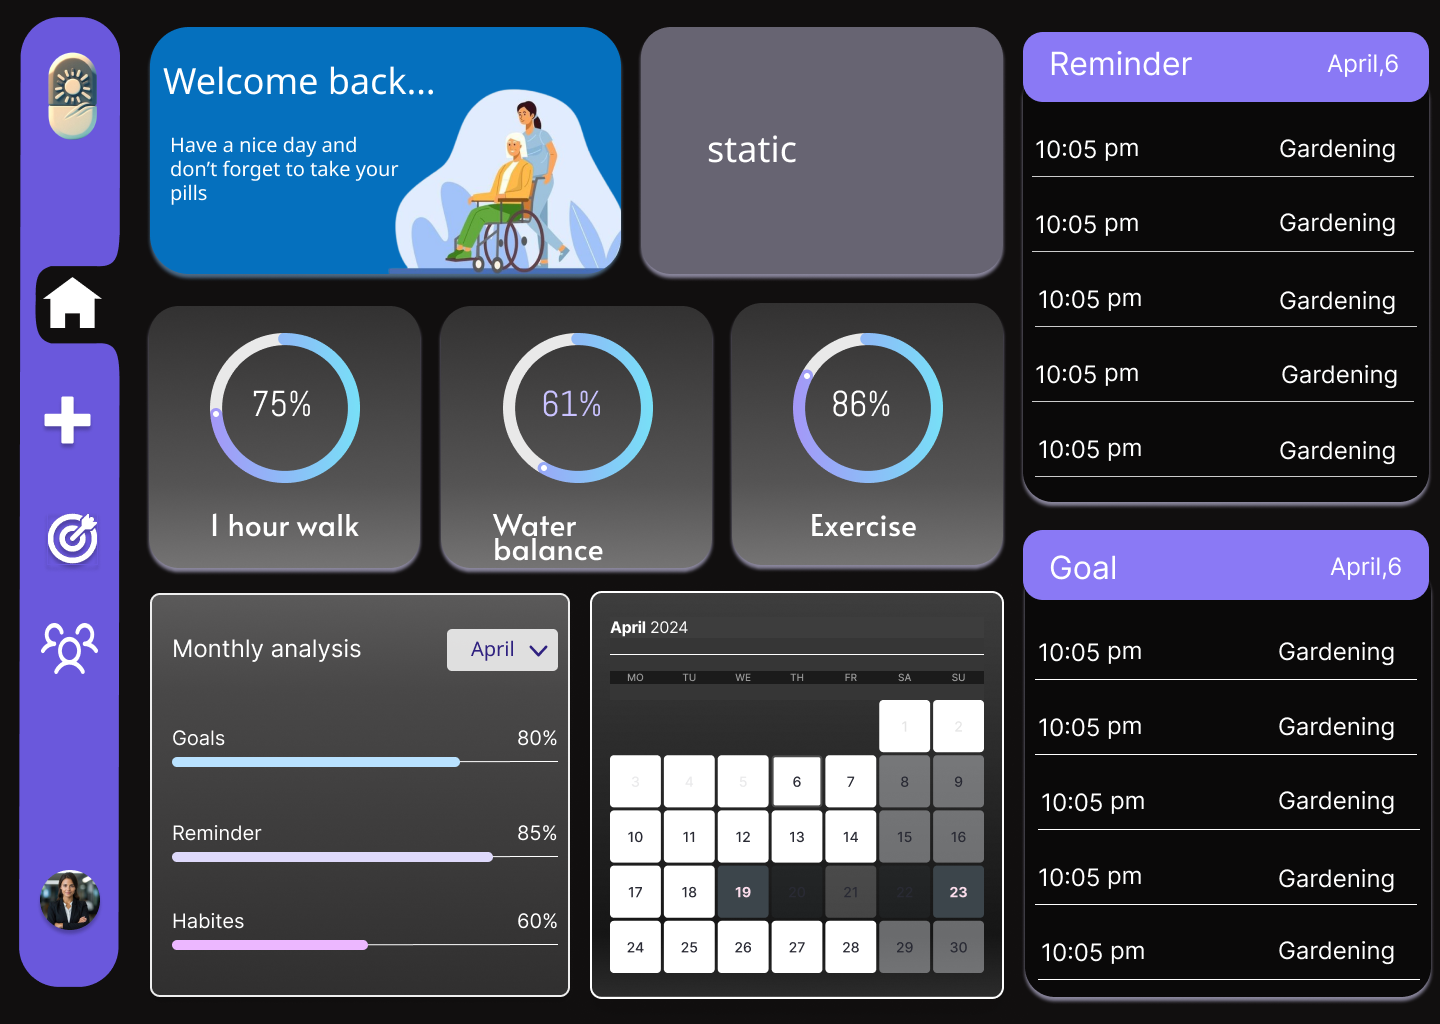 Welcome back...
Have a nice day and
don't forget to take your
pills
static
75%
1 hour walk
61%
Water
balance
86%
Exercise
Monthly analysis
April
Goals 80%
Reminder 85%
Habites 60%
April 2024
MO TU WE TH FR SA SU
1 2
3 4 5 6 7 8 9
10 11 12 13 14 15 16
17 18 19 20 21 22 23
24 25 26 27 28 29 30
Reminder April,6
10:05 pm Gardening
10:05 pm Gardening
10:05 pm Gardening
10:05 pm Gardening
10:05 pm Gardening
Goal April,6
10:05 pm Gardening
10:05 pm Gardening
10:05 pm Gardening
10:05 pm Gardening
10:05 pm Gardening